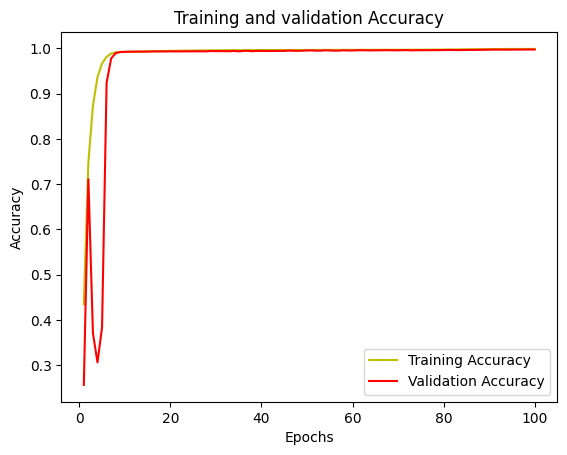 Training and validation Accuracy
1.0
0.9
0.8
0.7
0.6
0.5
0.4
0.3
Accuracy
Training Accuracy
Validation Accuracy
0 20 40 60 80 100
Epochs